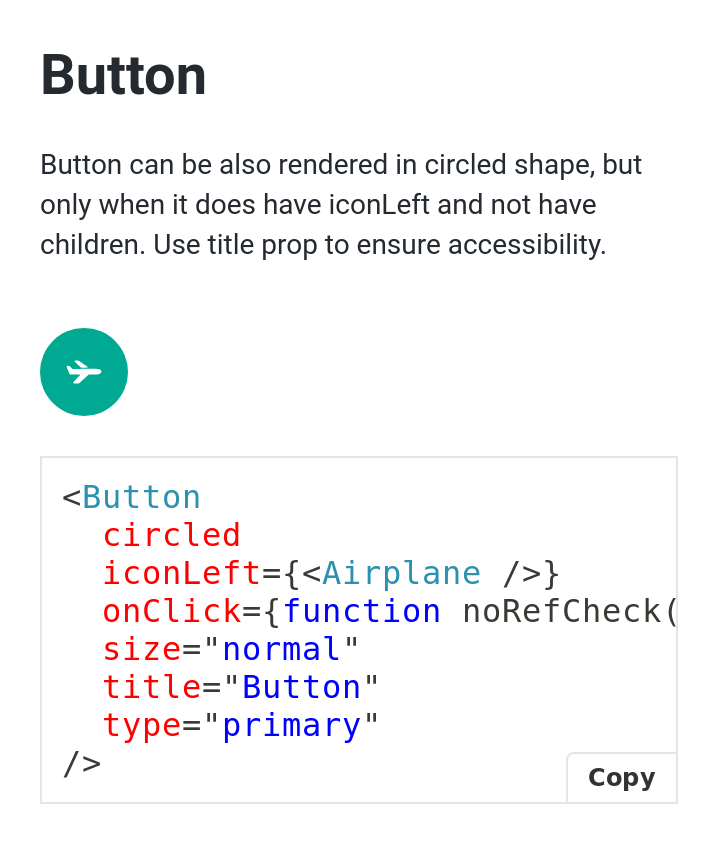 Button
Button can be also rendered in circled shape, but
only when it does have iconLeft and not have
children. Use title prop to ensure accessibility.
<Button
  circled
  iconLeft={<Airplane />}
  onClick={function noRefCheck(
  size="normal"
  title="Button"
  type="primary"
/>
Copy